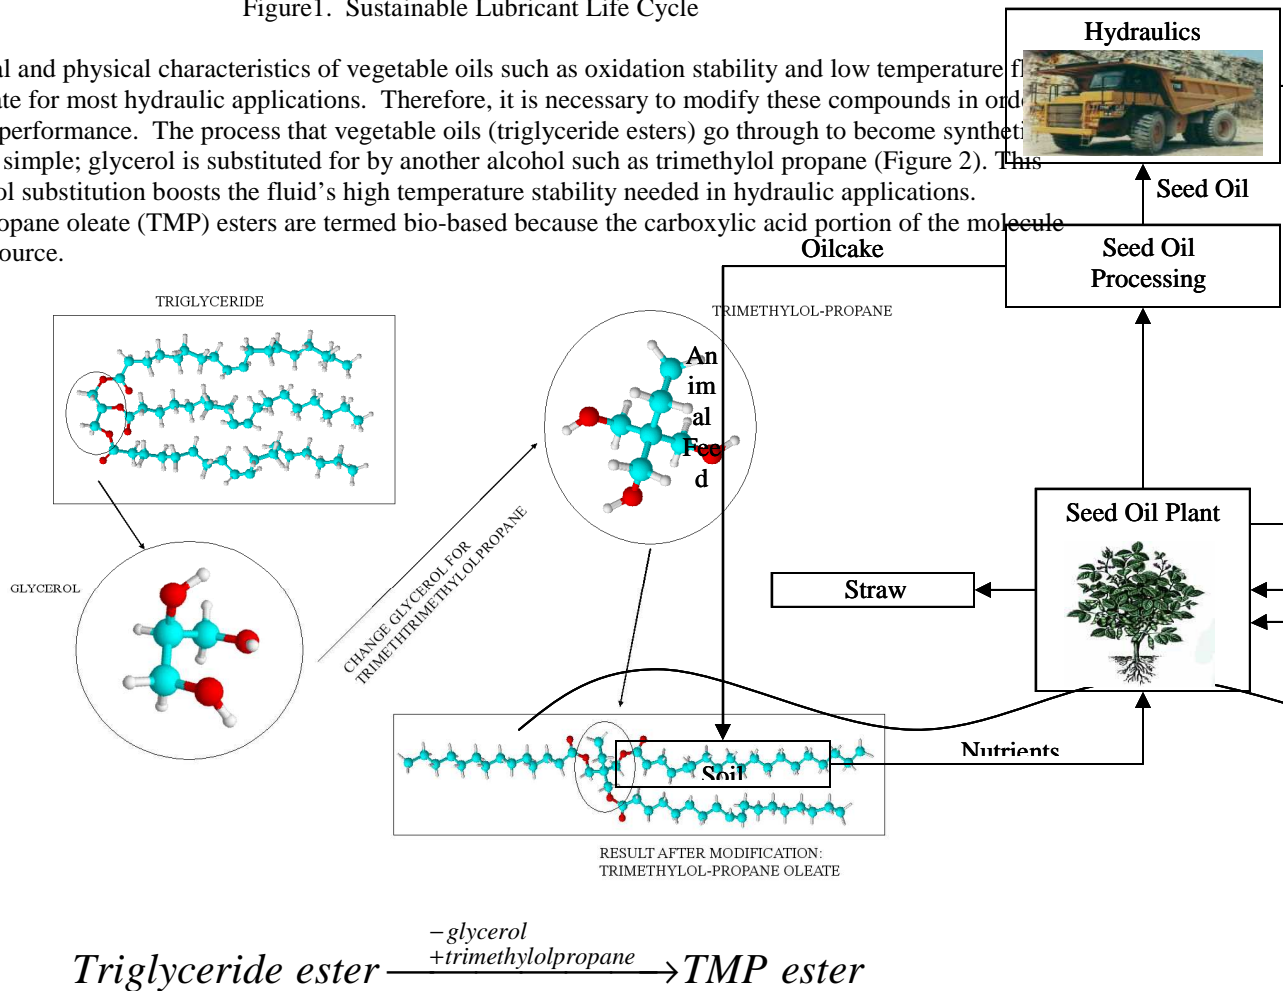 Figure1. Sustainable Lubricant Life Cycle
Hydraulics
al and physical characteristics of vegetable oils such as oxidation stability and low temperature
ate for most hydraulic applications. Therefore, it is necessary to modify these compounds in
performance. The process that vegetable oils (triglyceride esters) go through to become
simple; glycerol is substituted for by another alcohol such as trimethylol propane (Figure 2). This
ol substitution boosts the fluid's high temperature stability needed in hydraulic applications.
opane oleate (TMP) esters are termed bio-based because the carboxylic acid portion of the molecule
ource.
Seed Oil
Oilcake
Seed Oil
Processing
TRIGLYCERIDE
TRIMETHYLOL-PROPANE
An
im
al
Fee
d
Seed Oil Plant
GLYCEROL
CHANGE GLYCEROL FOR
TRIMETHTRIMETHYLOLPROPANE
Straw
Nutrients
Soil
RESULT AFTER MODIFICATION:
TRIMETHYLOL-PROPANE OLEATE
−glycerol
+trimethylolpropane
Triglyceride ester ⟶ TMP ester